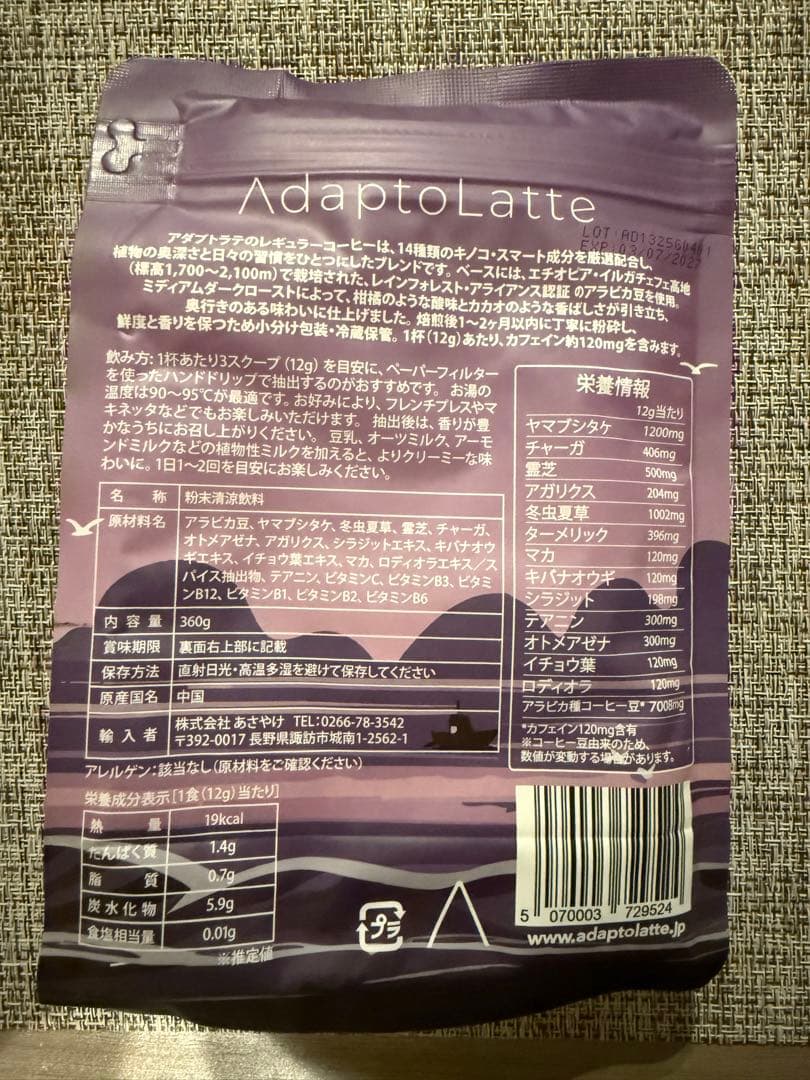 AdaptoLatte
LOT:AD132560401
EXP:03/07/202
アダプトラテのレギュラーコーヒーは、14種類のキノコ・スマート成分を厳選配合し、
植物の奥深さと日々の習慣をひとつにしたブレンドです。ベースには、エチオピア・イルガチェフェ高地
（標高1,700〜2,100m）で栽培された、レインフォレスト・アライアンス認証 のアラビカ豆を使用。
ミディアムダークローストによって、柑橘のような酸味とカカオのような香ばしさが引き立ち、
奥行きのある味わいに仕上げました。焙煎後1〜2ヶ月以内に丁寧に粉砕し、
鮮度と香りを保つため小分け包装・冷蔵保管。1杯（12g）あたり、カフェイン約120mgを含みます。
飲み方: 1杯あたり3スクープ（12g）を目安に、ペーパーフィルター
を使ったハンドドリップで抽出するのがおすすめです。 お湯の
温度は90〜95℃が最適です。お好みにより、フレンチプレスやマ
キネッタなどでもお楽しみいただけます。 抽出後は、香りが豊
かなうちにお召し上がりください。 豆乳、オーツミルク、アーモ
ンドミルクなどの植物性ミルクを加えると、よりクリーミーな味
わいに。1日1〜2回を目安にお楽しみください。
名 称 粉末清涼飲料
原材料名 アラビカ豆、ヤマブシタケ、冬虫夏草、霊芝、チャーガ、
オトメアゼナ、アガリクス、シラジットエキス、キバナオウ
ギエキス、イチョウ葉エキス、マカ、ロディオラエキス／ス
パイス抽出物、テアニン、ビタミンC、ビタミンB3、ビタミ
ンB12、ビタミンB1、ビタミンB2、ビタミンB6
内 容 量 360g
賞味期限 裏面右上部に記載
保存方法 直射日光・高温多湿を避けて保存してください
原産国名 中国
輸 入 者 株式会社 あさやけ TEL：0266-78-3542
〒392-0017 長野県諏訪市城南1-2562-1
アレルゲン：該当なし（原材料をご確認ください）
栄養成分表示［1食（12g）当たり］
熱 量 19kcal
たんぱく質 1.4g
脂 質 0.7g
炭水化物 5.9g
食塩相当量 0.01g
※推定値
栄養情報
12g当たり
ヤマブシタケ 1200mg
チャーガ 406mg
霊芝 500mg
アガリクス 204mg
冬虫夏草 1002mg
ターメリック 396mg
マカ 120mg
キバナオウギ 120mg
シラジット 198mg
テアニン 300mg
オトメアゼナ 300mg
イチョウ葉 120mg
ロディオラ 120mg
アラビカ種コーヒー豆* 7008mg
*カフェイン120mg含有
※コーヒー豆由来のため、
数値が変動する場合があります。
プラ
5 070003 729524
www.adaptolatte.jp